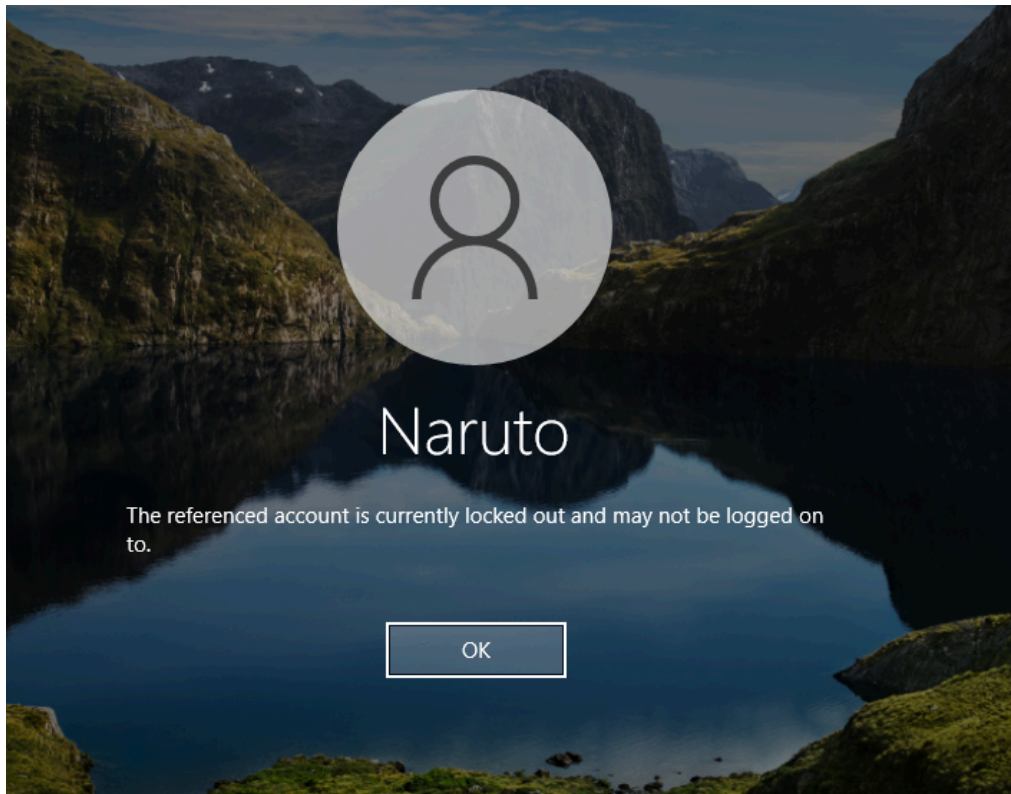 Naruto
The referenced account is currently locked out and may not be logged on
to.
OK